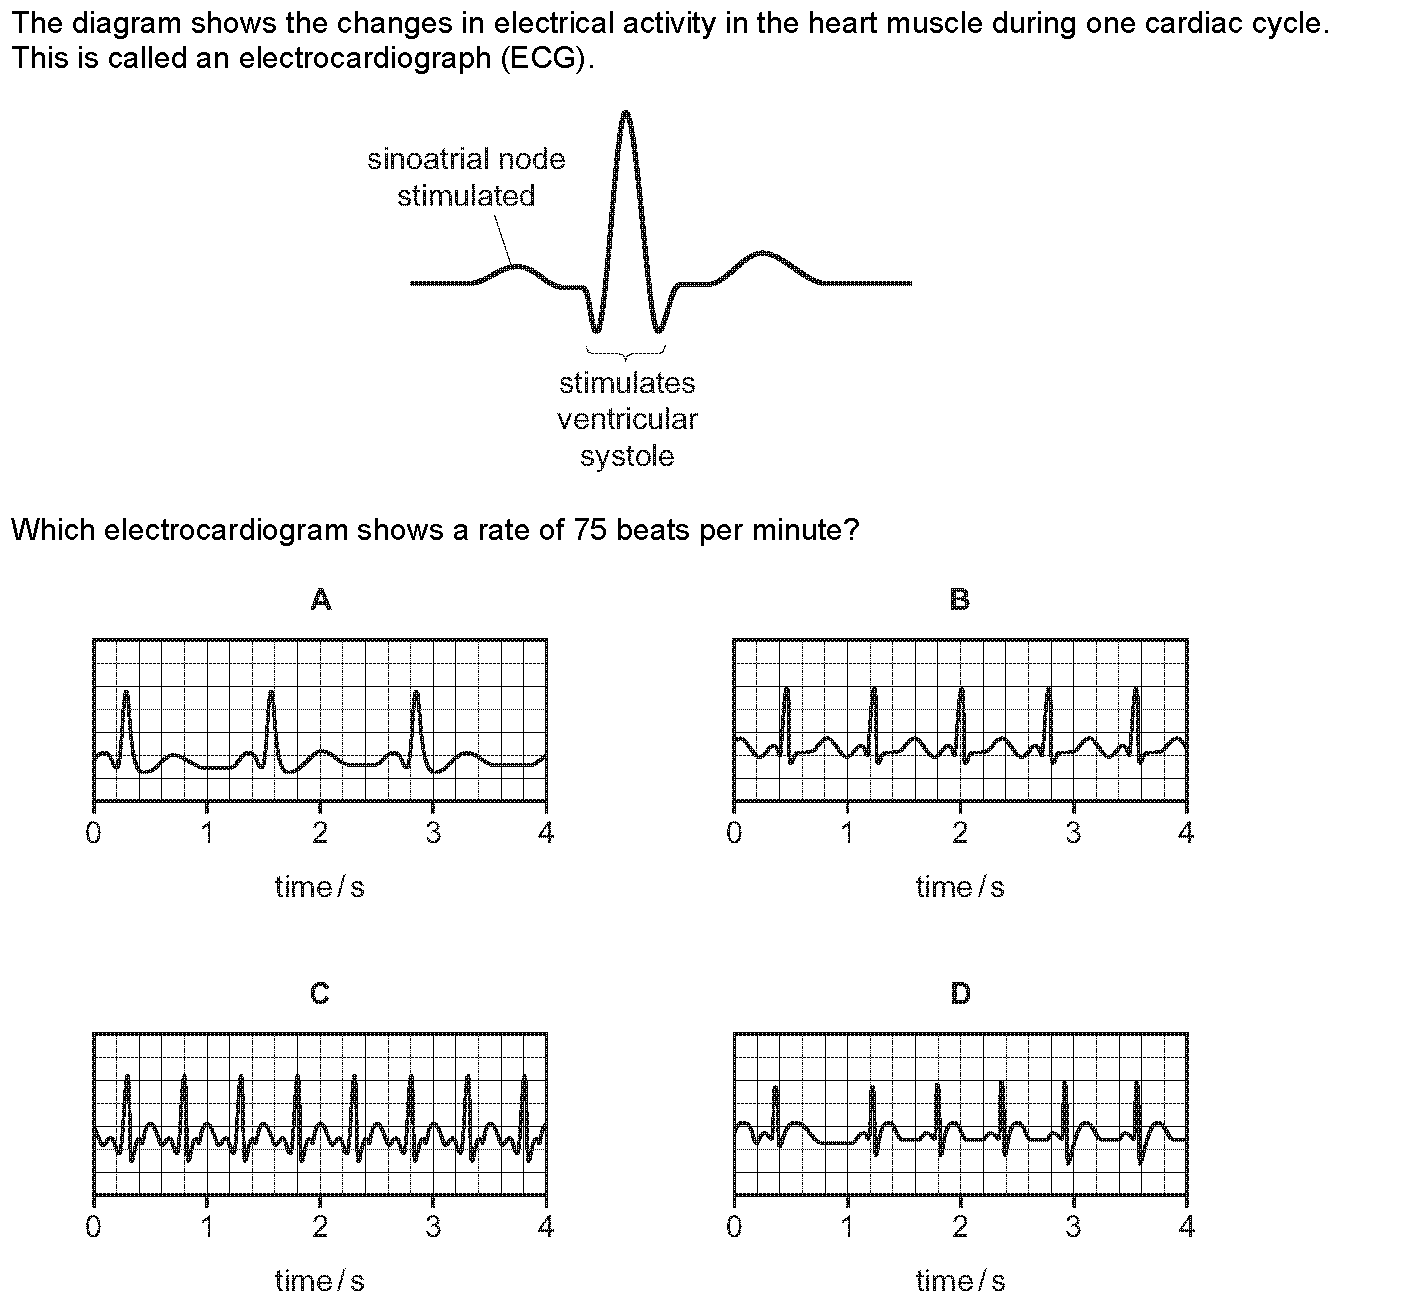 The diagram shows the changes in electrical activity in the heart muscle during one cardiac cycle.
This is called an electrocardiograph (ECG).
sinoatrial node
stimulated
stimulates
ventricular
systole
Which electrocardiogram shows a rate of 75 beats per minute?
A
0 1 2 3 4
time / s
B
0 1 2 3 4
time / s
C
0 1 2 3 4
time / s
D
0 1 2 3 4
time / s